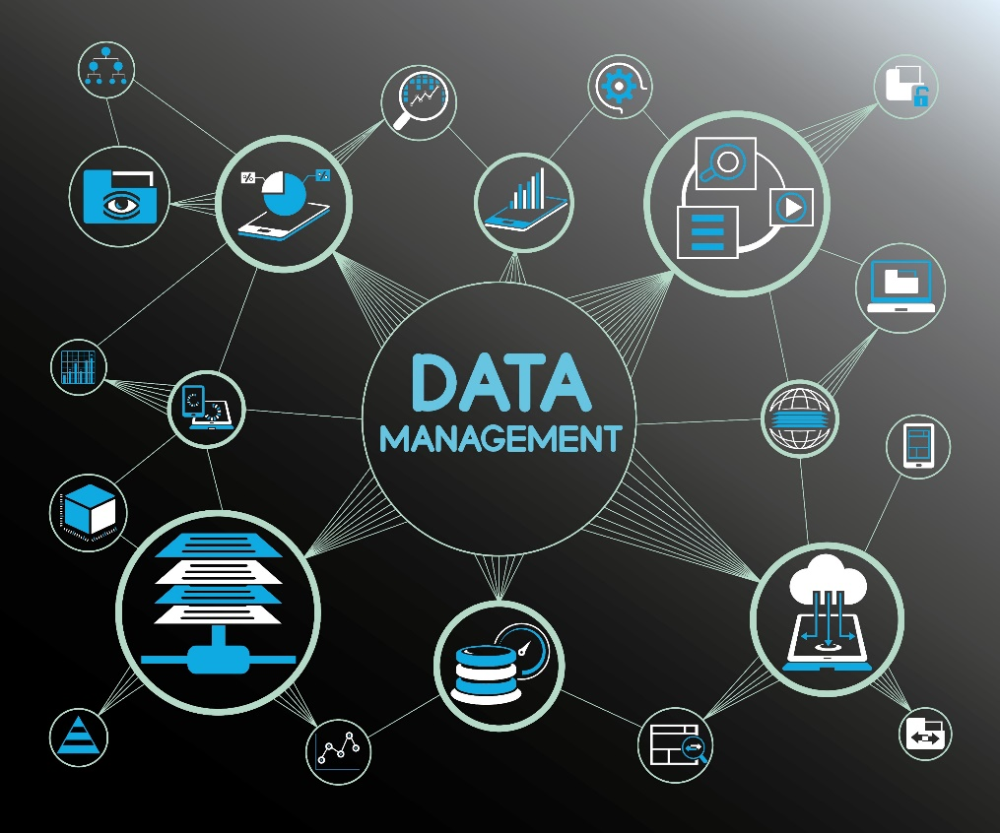 %
%
DATA
MANAGEMENT